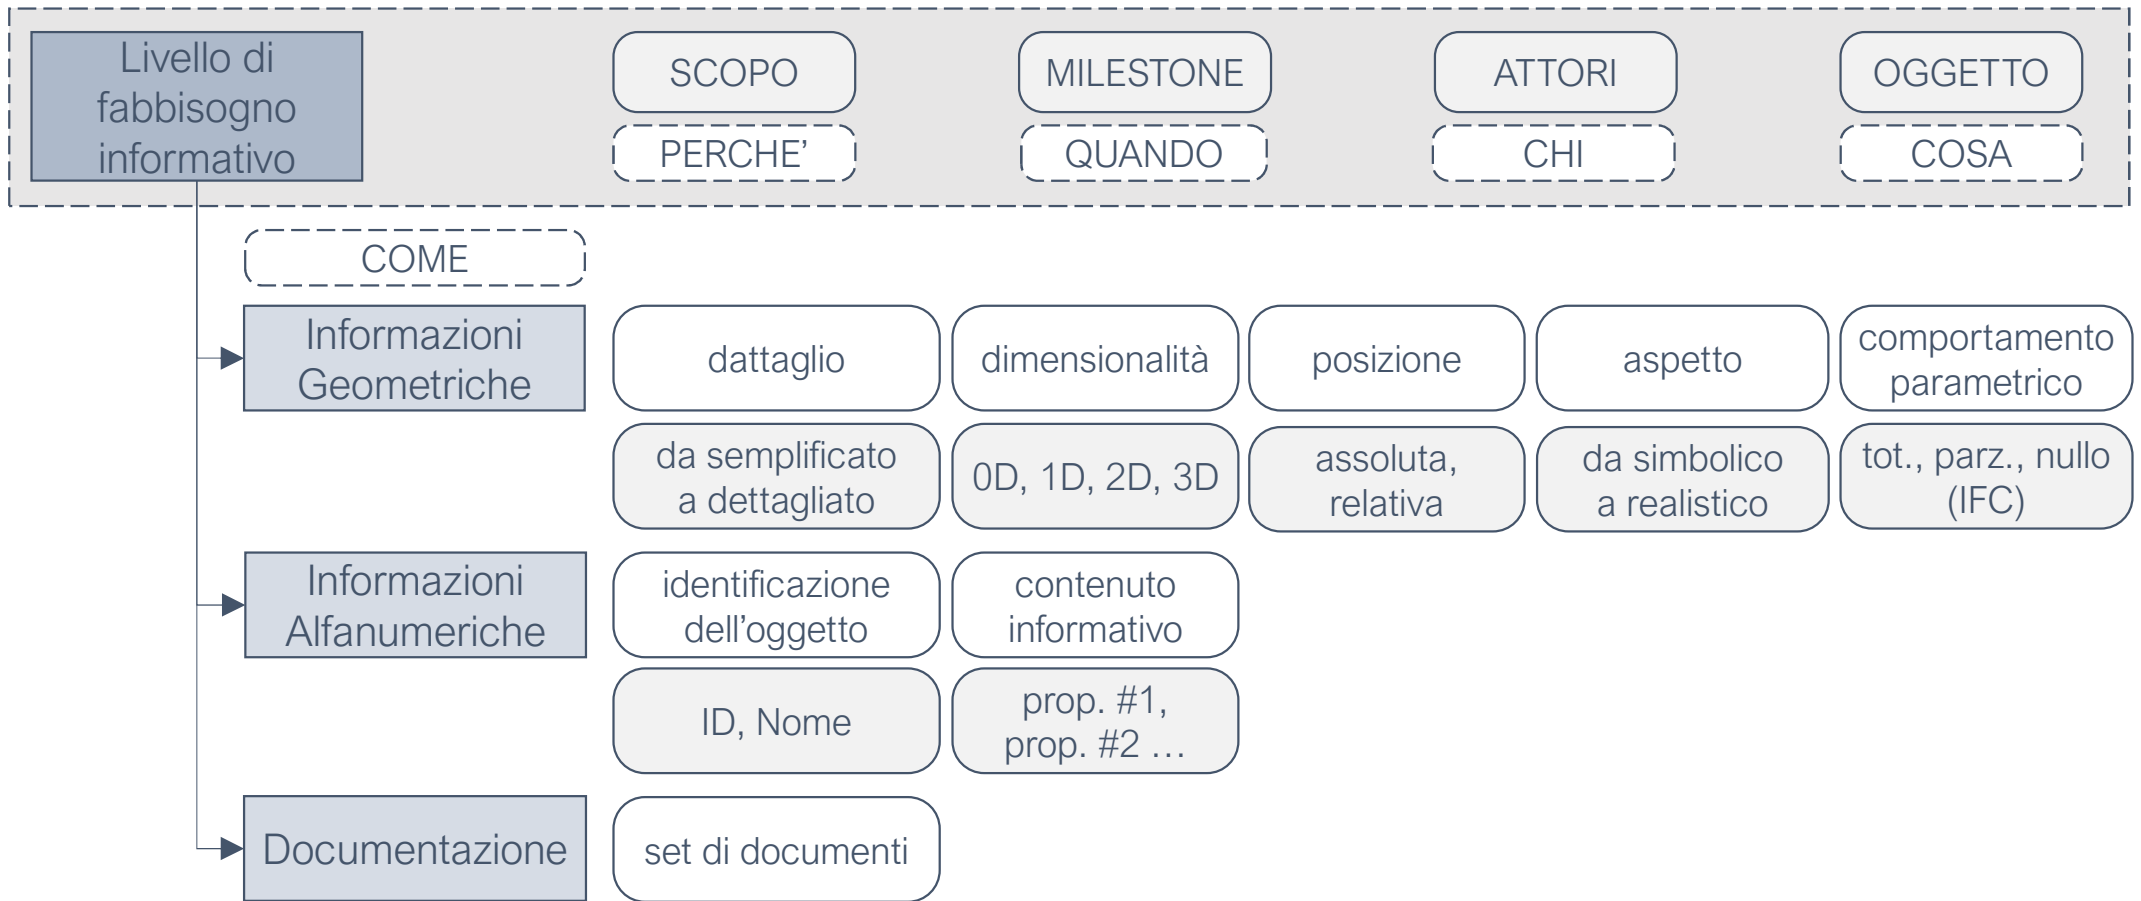 Livello di
fabbisogno
informativo
SCOPO
MILESTONE
ATTORI
OGGETTO
PERCHE'
QUANDO
CHI
COSA
COME
Informazioni
Geometriche
dattaglio
dimensionalità
posizione
aspetto
comportamento
parametrico
da semplificato
a dettagliato
0D, 1D, 2D, 3D
assoluta,
relativa
da simbolico
a realistico
tot., parz., nullo
(IFC)
Informazioni
Alfanumeriche
identificazione
dell'oggetto
contenuto
informativo
ID, Nome
prop. #1,
prop. #2 …
Documentazione
set di documenti